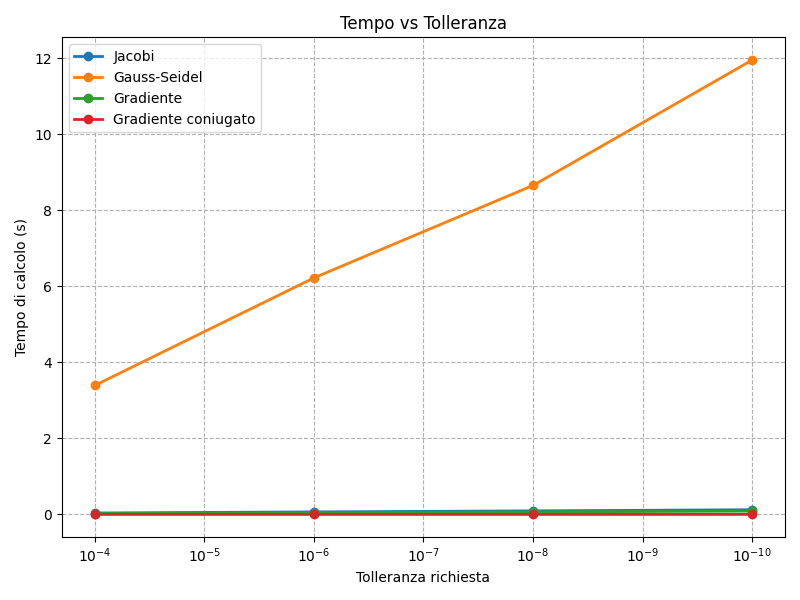 Tempo vs Tolleranza
Jacobi
Gauss-Seidel
Gradiente
Gradiente coniugato
Tempo di calcolo (s)
12
10
8
6
4
2
0
10⁻⁴ 10⁻⁵ 10⁻⁶ 10⁻⁷ 10⁻⁸ 10⁻⁹ 10⁻¹⁰
Tolleranza richiesta